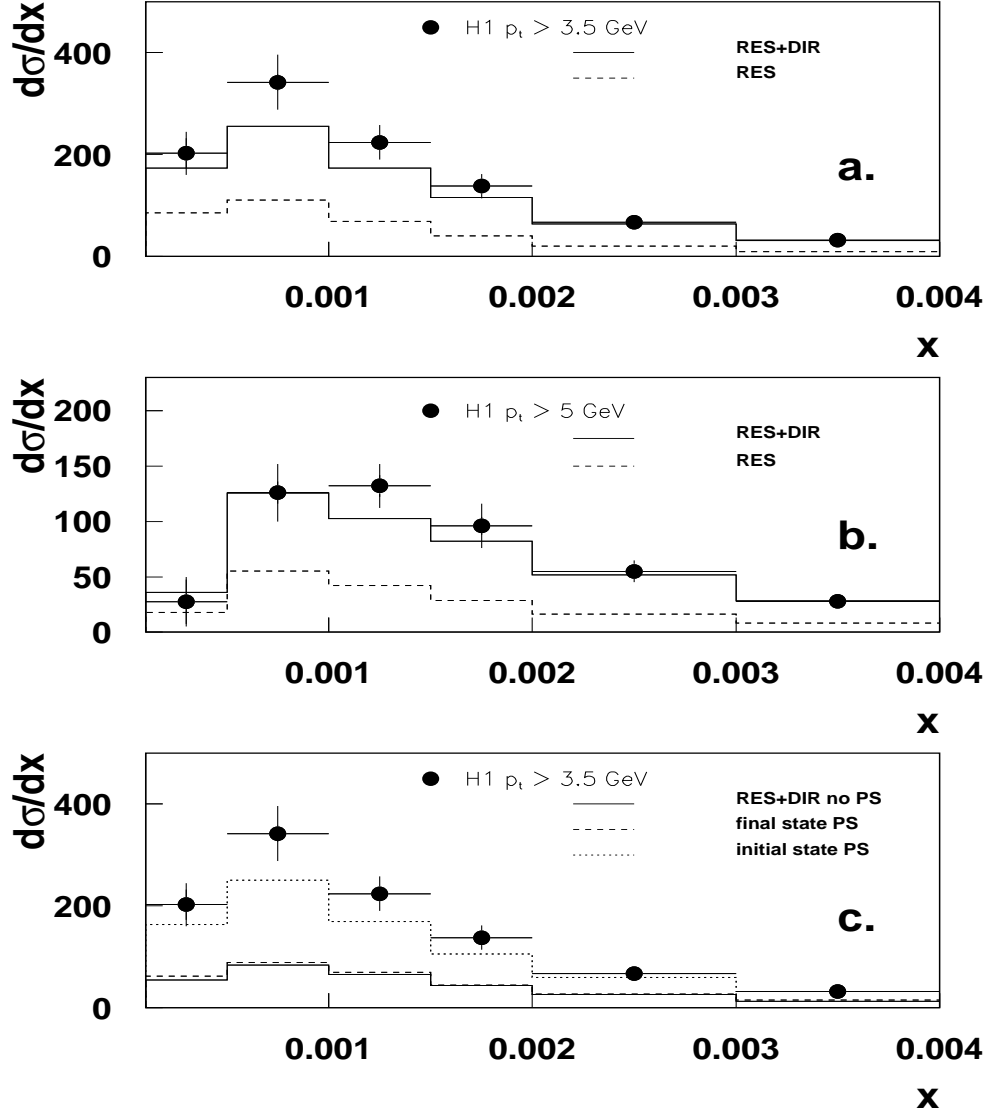 dσ/dx
H1 pₜ > 3.5 GeV
RES+DIR
RES
400
200
0
a.
0.001 0.002 0.003 0.004
x
dσ/dx
H1 pₜ > 5 GeV
RES+DIR
RES
200
150
100
50
0
b.
0.001 0.002 0.003 0.004
x
dσ/dx
H1 pₜ > 3.5 GeV
RES+DIR no PS
final state PS
initial state PS
400
200
0
c.
0.001 0.002 0.003 0.004
x